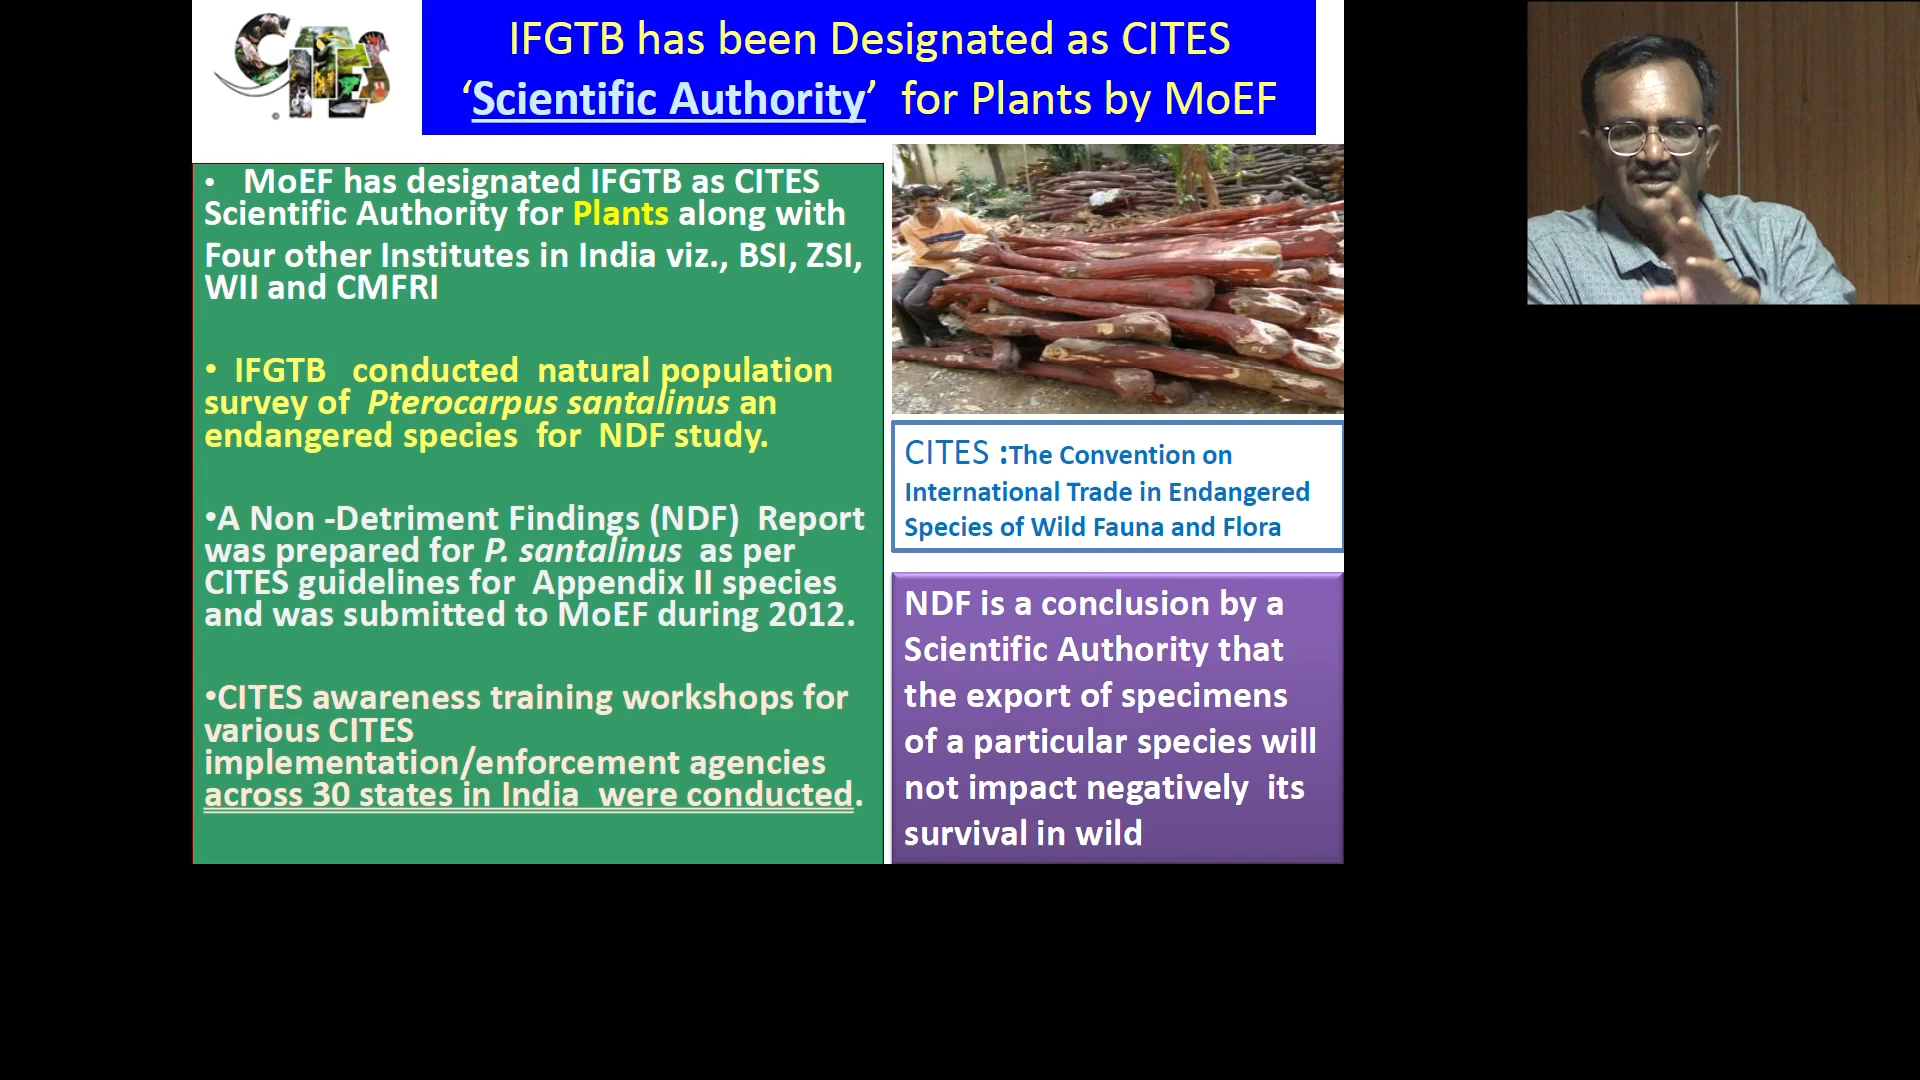 CITES
©
IFGTB has been Designated as CITES
‘Scientific Authority’ for Plants by MoEF
• MoEF has designated IFGTB as CITES
Scientific Authority for Plants along with
Four other Institutes in India viz., BSI, ZSI,
WII and CMFRI
• IFGTB conducted natural population
survey of Pterocarpus santalinus an
endangered species for NDF study.
•A Non -Detriment Findings (NDF) Report
was prepared for P. santalinus as per
CITES guidelines for Appendix II species
and was submitted to MoEF during 2012.
•CITES awareness training workshops for
various CITES
implementation/enforcement agencies
across 30 states in India were conducted.
CITES :The Convention on
International Trade in Endangered
Species of Wild Fauna and Flora
NDF is a conclusion by a
Scientific Authority that
the export of specimens
of a particular species will
not impact negatively its
survival in wild